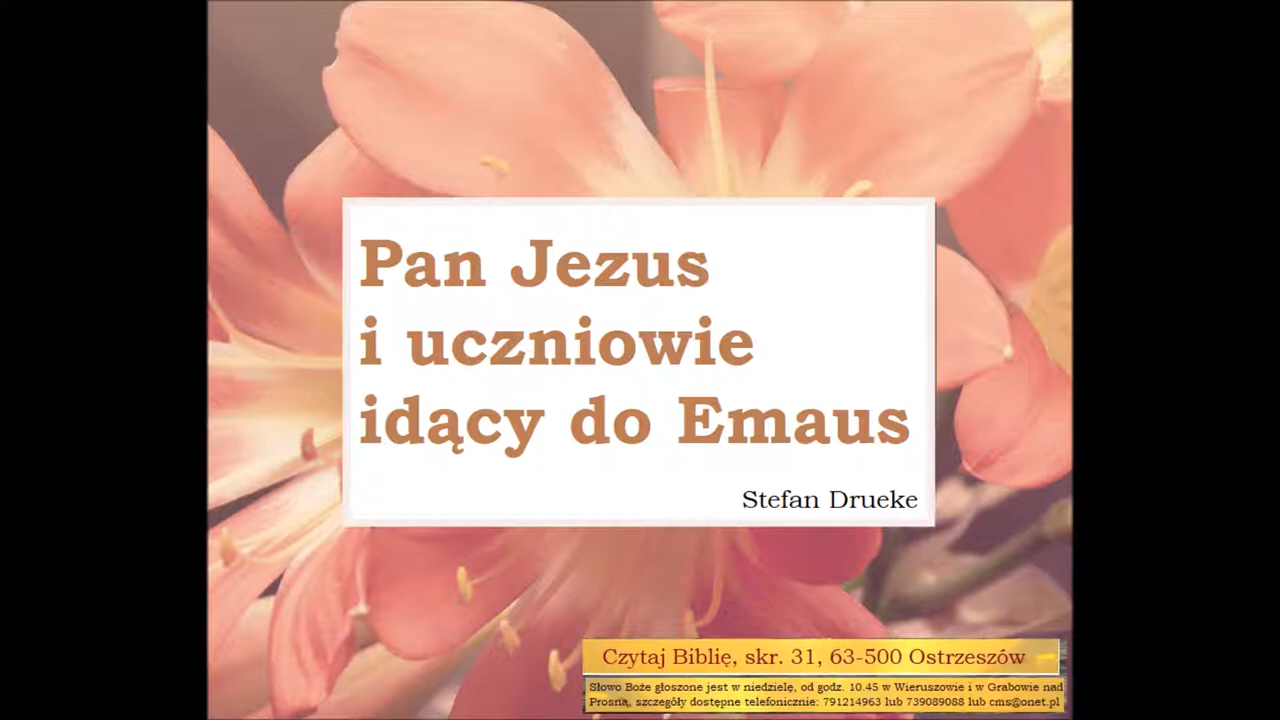 Pan Jezus
i uczniowie
idący do Emaus
Stefan Drueke
Czytaj Biblię, skr. 31, 63-500 Ostrzeszów
Słowo Boże głoszone jest w niedzielę, od godz. 10.45 w Wieruszowie i w Grabowie nad
Prosną, szczegóły dostępne telefonicznie: 791214963 lub 739089088 lub cms@onet.pl